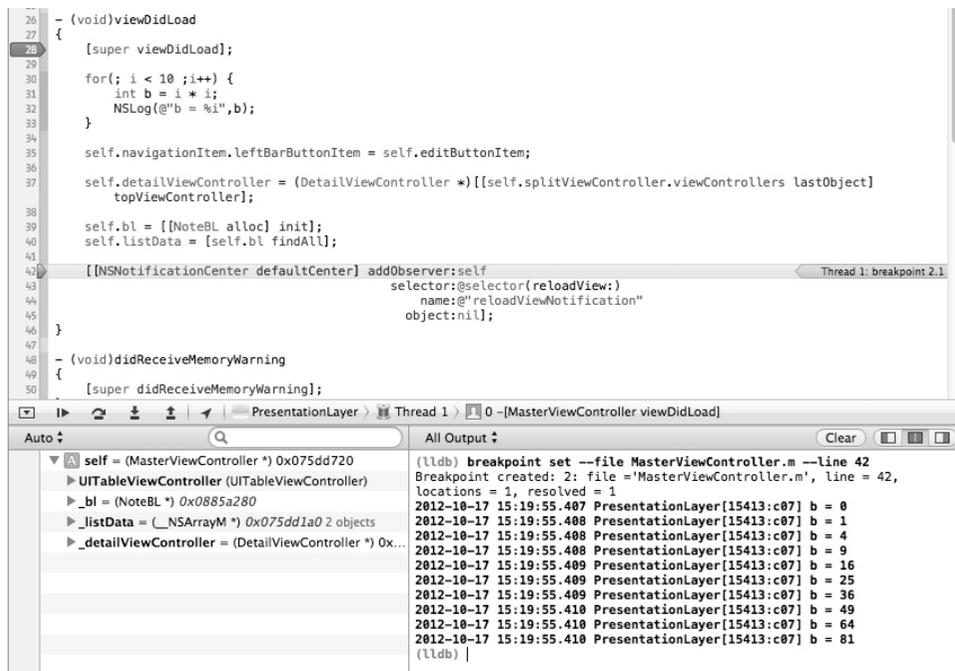 26 - (void)viewDidLoad
27 {
28 [super viewDidLoad];
29
30 for(; i < 10 ;i++) {
31 int b = i * i;
32 NSLog(@"b = %i",b);
33 }
34
35 self.navigationItem.leftBarButtonItem = self.editButtonItem;
36
37 self.detailViewController = (DetailViewController *)[[self.splitViewController.viewControllers lastObject]
topViewController];
38
39 self.bl = [[NoteBL alloc] init];
40 self.listData = [self.bl findAll];
41
42 [[NSNotificationCenter defaultCenter] addObserver:self Thread 1: breakpoint 2.1
43 selector:@selector(reloadView:)
44 name:@"reloadViewNotification"
45 object:nil];
46 }
47
48 - (void)didReceiveMemoryWarning
49 {
50 [super didReceiveMemoryWarning];
PresentationLayer Thread 1 0 -[MasterViewController viewDidLoad]
Auto All Output Clear
A self = (MasterViewController *) 0x075dd720
UITableViewController (UITableViewController)
_bl = (NoteBL *) 0x0885a280
_listData = (__NSArrayM *) 0x075dd1a0 2 objects
_detailViewController = (DetailViewController *) 0x...
(lldb) breakpoint set --file MasterViewController.m --line 42
Breakpoint created: 2: file ='MasterViewController.m', line = 42,
locations = 1, resolved = 1
2012-10-17 15:19:55.407 PresentationLayer[15413:c07] b = 0
2012-10-17 15:19:55.408 PresentationLayer[15413:c07] b = 1
2012-10-17 15:19:55.408 PresentationLayer[15413:c07] b = 4
2012-10-17 15:19:55.408 PresentationLayer[15413:c07] b = 9
2012-10-17 15:19:55.409 PresentationLayer[15413:c07] b = 16
2012-10-17 15:19:55.409 PresentationLayer[15413:c07] b = 25
2012-10-17 15:19:55.409 PresentationLayer[15413:c07] b = 36
2012-10-17 15:19:55.410 PresentationLayer[15413:c07] b = 49
2012-10-17 15:19:55.410 PresentationLayer[15413:c07] b = 64
2012-10-17 15:19:55.410 PresentationLayer[15413:c07] b = 81
(lldb)